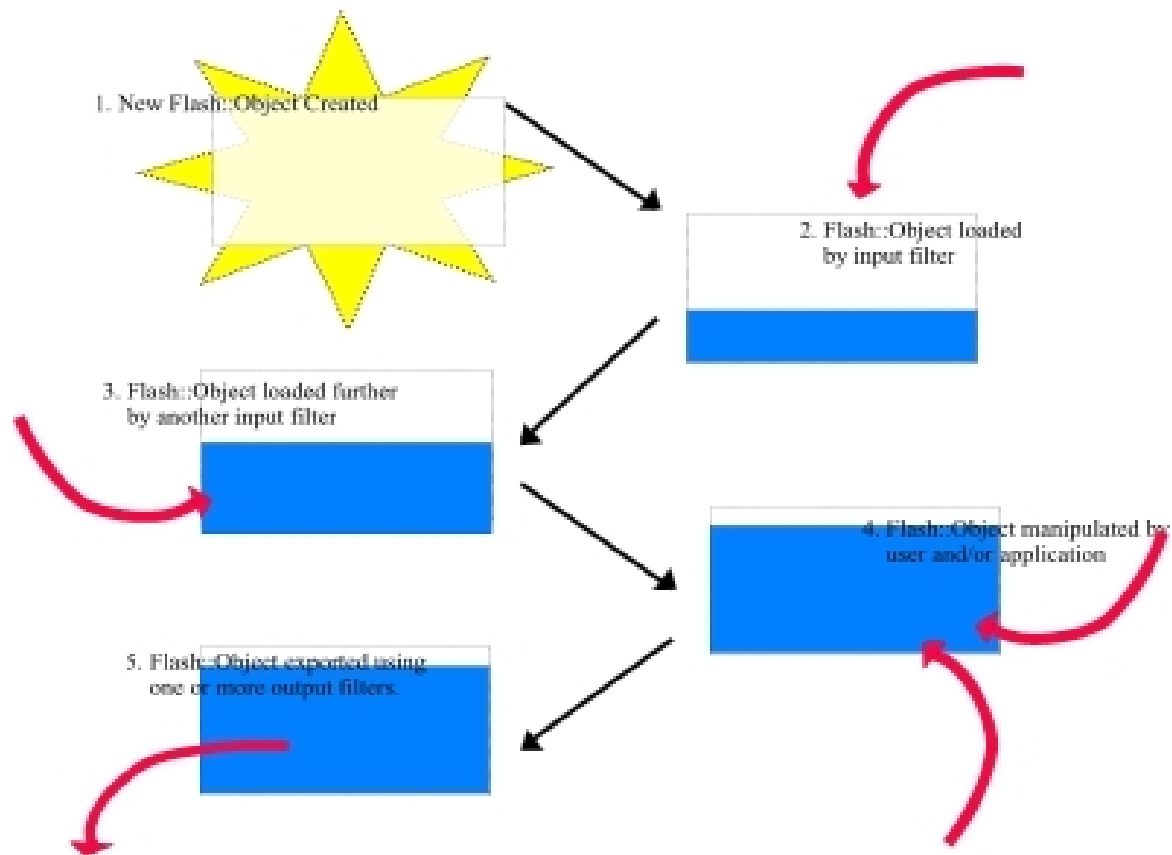 1. New Flash::Object Created
2. Flash::Object loaded
by input filter
3. Flash::Object loaded further
by another input filter
4. Flash::Object manipulated by
user and/or application
5. Flash::Object exported using
one or more output filters.